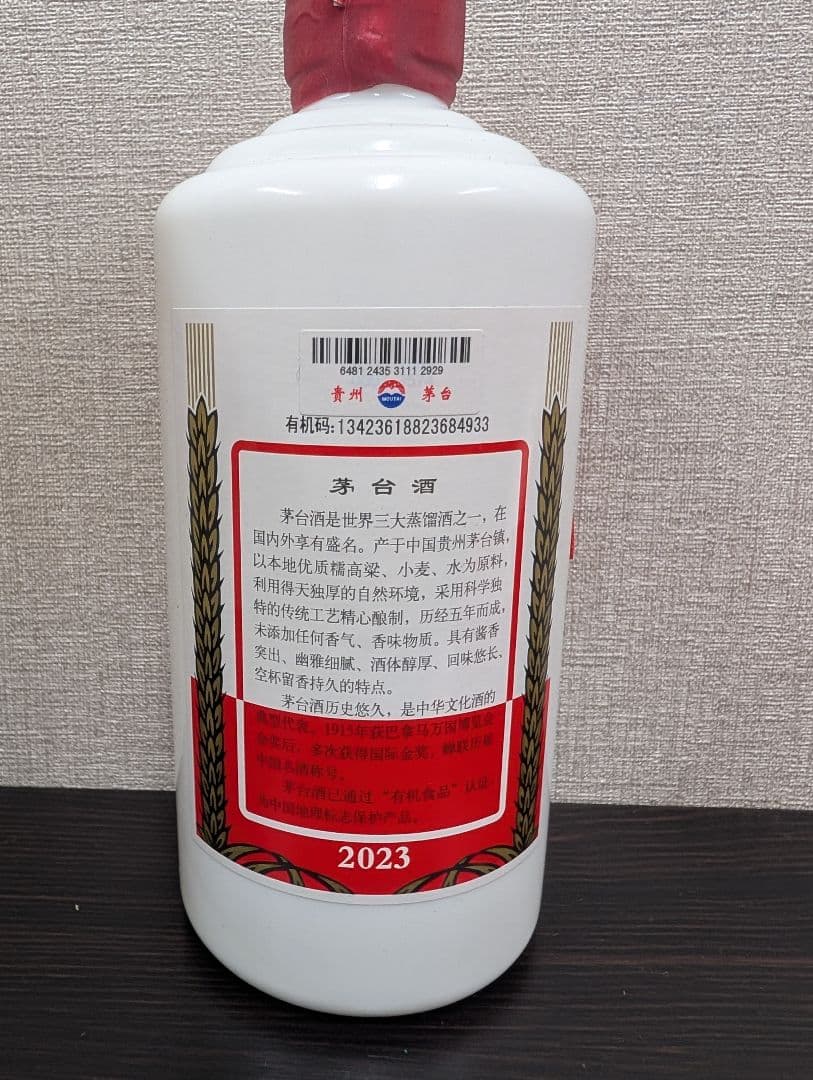 6481 2435 3111 2929
贵州 MOUTAI 茅台
有机码:13423618823684933
茅台酒
茅台酒是世界三大蒸馏酒之一，在
国内外享有盛名。产于中国贵州茅台镇，
以本地优质糯高粱、小麦、水为原料，
利用得天独厚的自然环境，采用科学独
特的传统工艺精心酿制，历经五年而成，
未添加任何香气、香味物质。具有酱香
突出、幽雅细腻、酒体醇厚、回味悠长、
空杯留香持久的特点。
茅台酒历史悠久，是中华文化酒的
典型代表。1915年获巴拿马万国博览会
金奖后，多次获得国际金奖，蝉联历届
中国名酒称号。
茅台酒已通过“有机食品”认证，
为中国地理标志保护产品。
2023